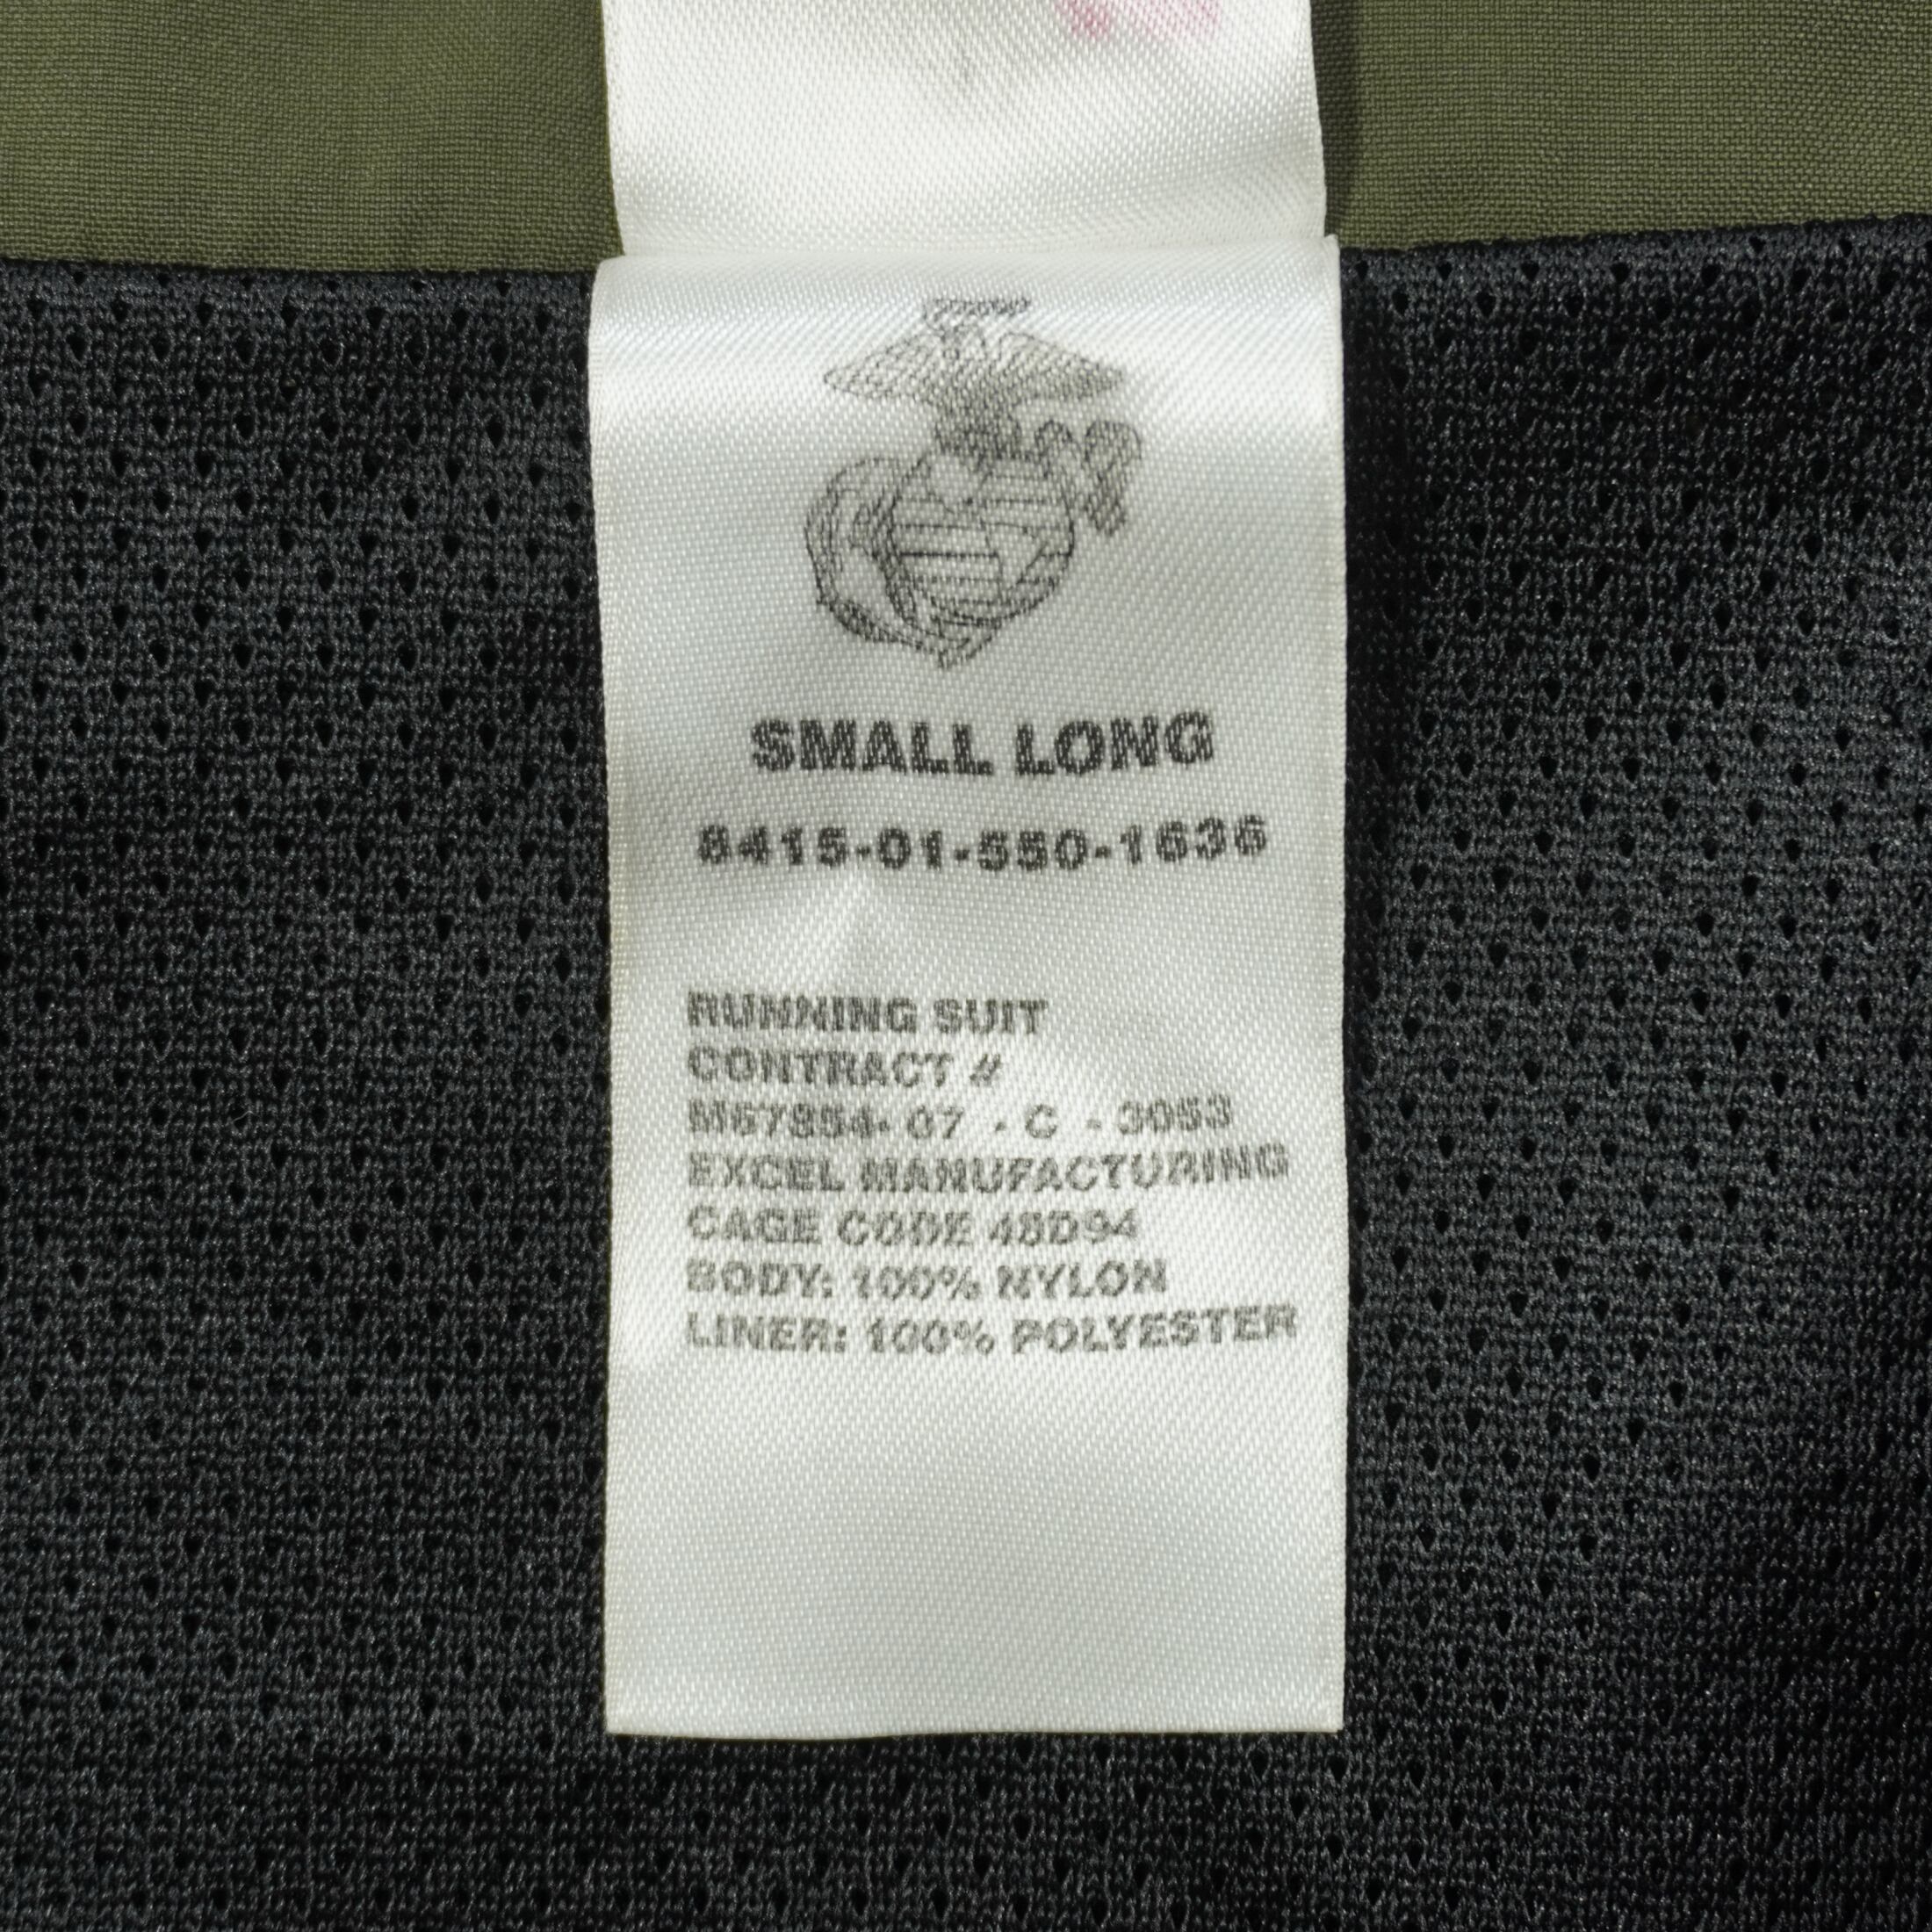 SMALL LONG
8415-01-550-1636
RUNNING SUIT
CONTRACT #
M67854- 07 - C - 3053
EXCEL MANUFACTURING
CAGE CODE 48D94
BODY: 100% NYLON
LINER: 100% POLYESTER